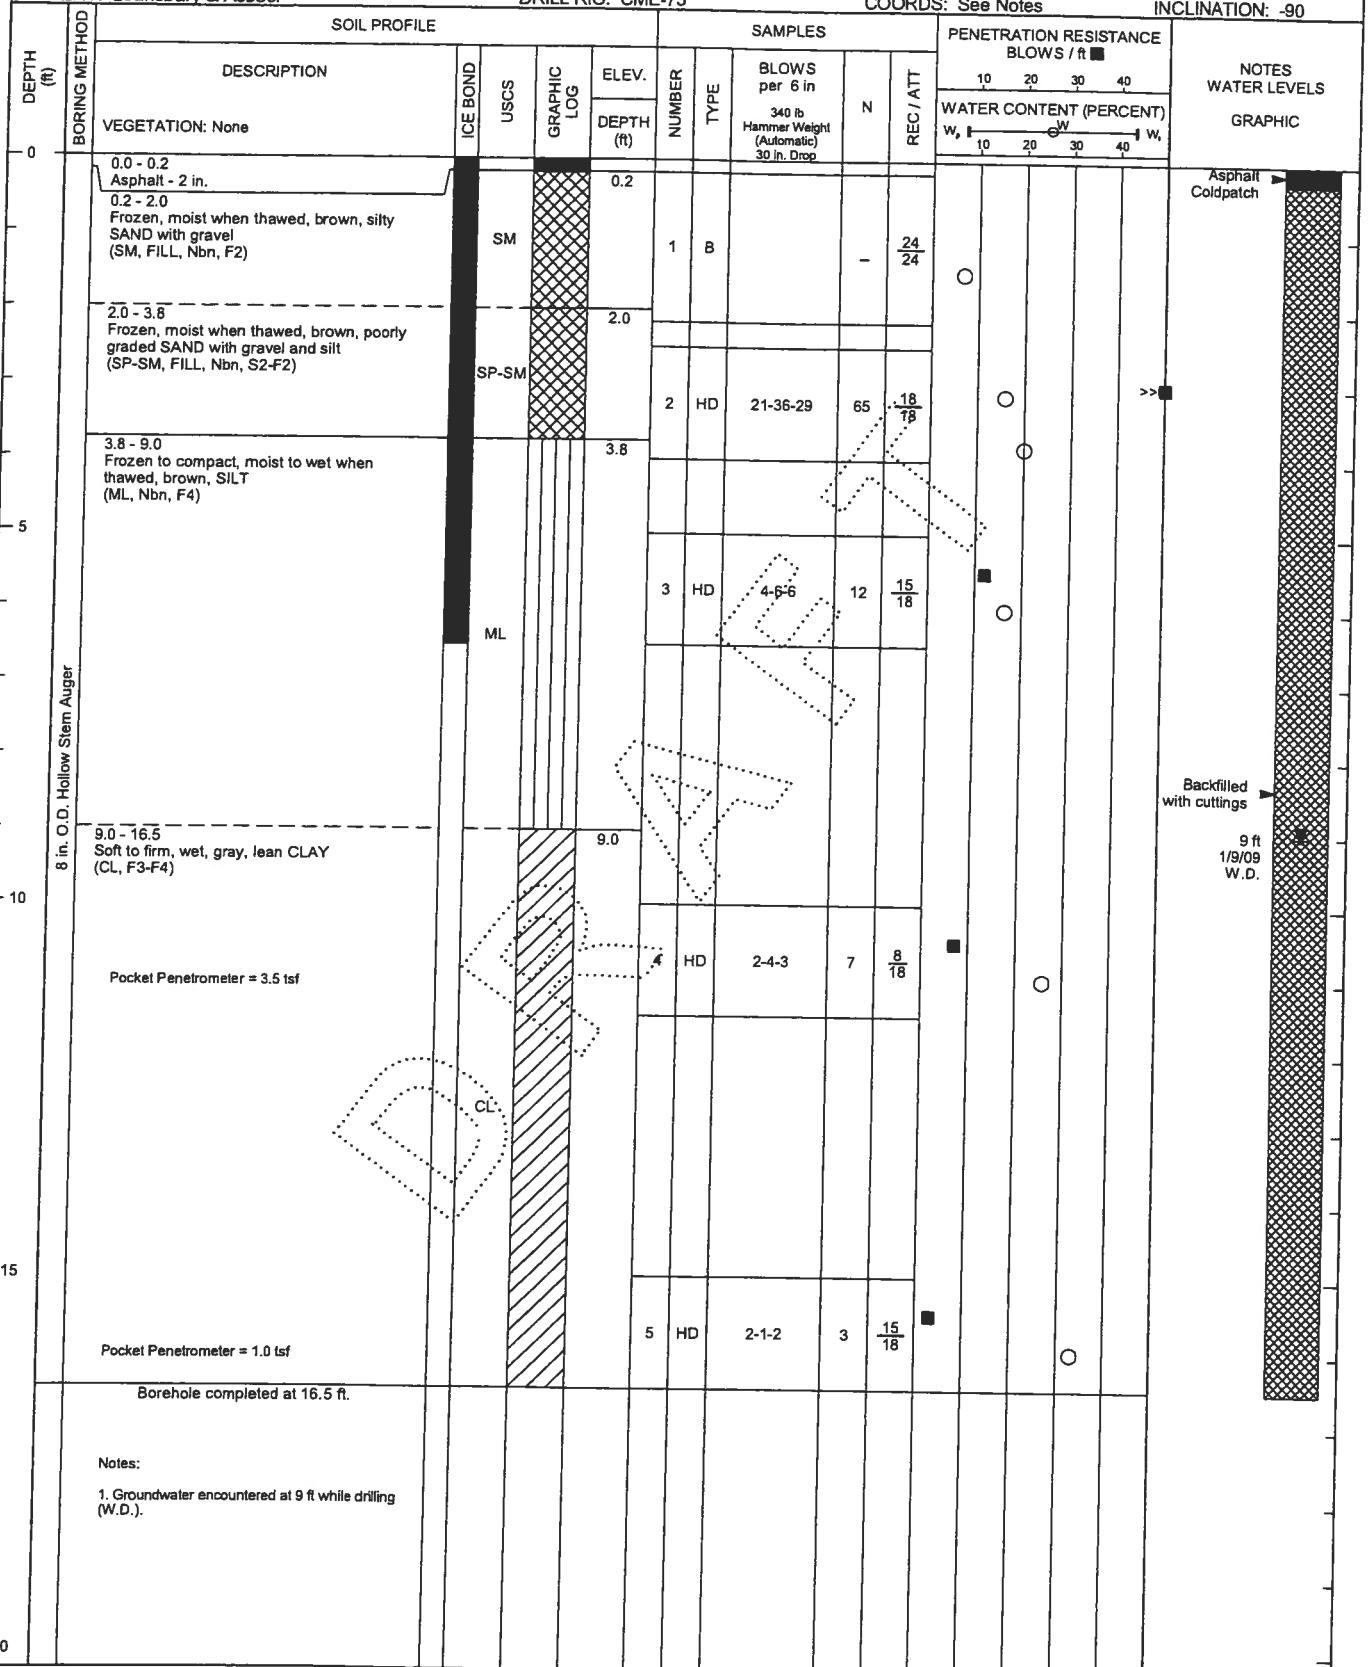 DRILL RIG: CME-75
COORDS: See Notes
INCLINATION: -90
DEPTH
(ft)
BORING METHOD
SOIL PROFILE
DESCRIPTION
VEGETATION: None
ICE BOND
USCS
GRAPHIC
LOG
ELEV.
DEPTH
(ft)
SAMPLES
NUMBER
TYPE
BLOWS
per 6 in
340 lb
Hammer Weight
(Automatic)
30 in. Drop
N
REC / ATT
PENETRATION RESISTANCE
BLOWS / ft ■
10 20 30 40
WATER CONTENT (PERCENT)
Wₚ W Wₗ
10 20 30 40
NOTES
WATER LEVELS
GRAPHIC
0
8 in. O.D. Hollow Stem Auger
0.0 - 0.2
Asphalt - 2 in.
0.2
Asphalt
Coldpatch
0.2 - 2.0
Frozen, moist when thawed, brown, silty
SAND with gravel
(SM, FILL, Nbn, F2)
SM
1 B – 24/24
2.0 - 3.8
Frozen, moist when thawed, brown, poorly
graded SAND with gravel and silt
(SP-SM, FILL, Nbn, S2-F2)
2.0
SP-SM
2 HD 21-36-29 65 18/18
>>■
3.8 - 9.0
Frozen to compact, moist to wet when
thawed, brown, SILT
(ML, Nbn, F4)
3.8
5
3 HD 4-6-6 12 15/18
ML
Backfilled
with cuttings
9.0 - 16.5
Soft to firm, wet, gray, lean CLAY
(CL, F3-F4)
9.0
9 ft
1/9/09
W.D.
10
4 HD 2-4-3 7 8/18
Pocket Penetrometer = 3.5 tsf
CL
15
5 HD 2-1-2 3 15/18
Pocket Penetrometer = 1.0 tsf
Borehole completed at 16.5 ft.
Notes:
1. Groundwater encountered at 9 ft while drilling
(W.D.).
0
DRAFT